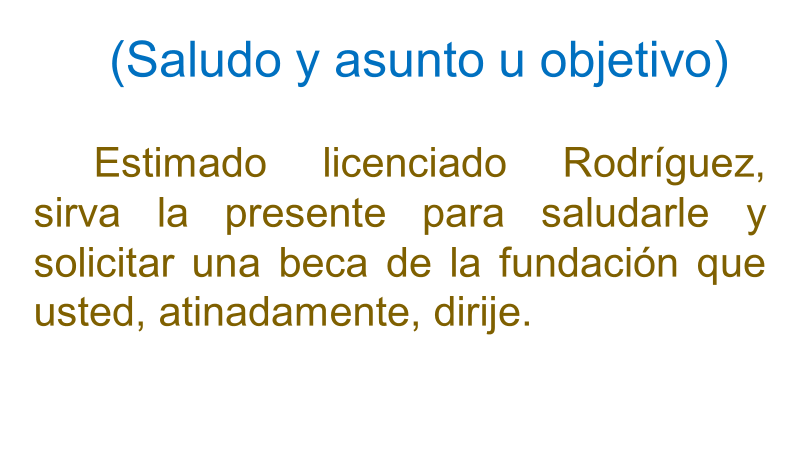 (Saludo y asunto u objetivo)
Estimado licenciado Rodríguez,
sirva la presente para saludarle y
solicitar una beca de la fundación que
usted, atinadamente, dirije.